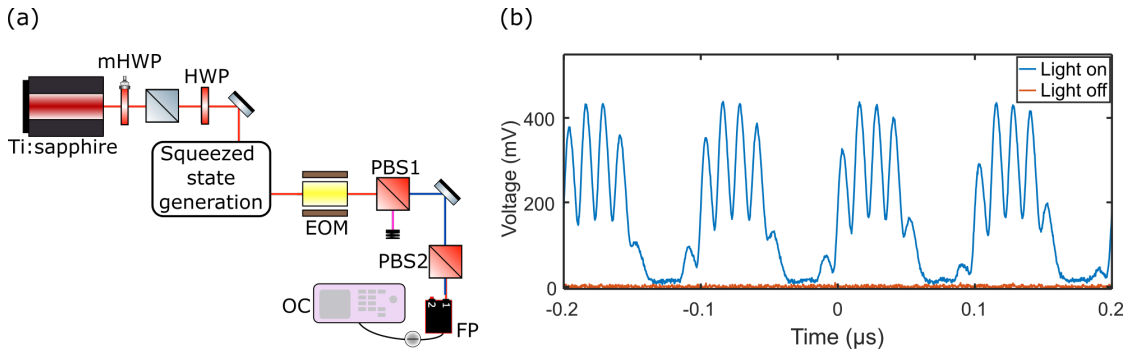 (a)
mHWP
HWP
Ti:sapphire
Squeezed
state
generation
EOM
PBS1
PBS2
OC
2 1
FP
(b)
Voltage (mV)
400
200
0
Light on
Light off
-0.2
-0.1
0
0.1
0.2
Time (μs)